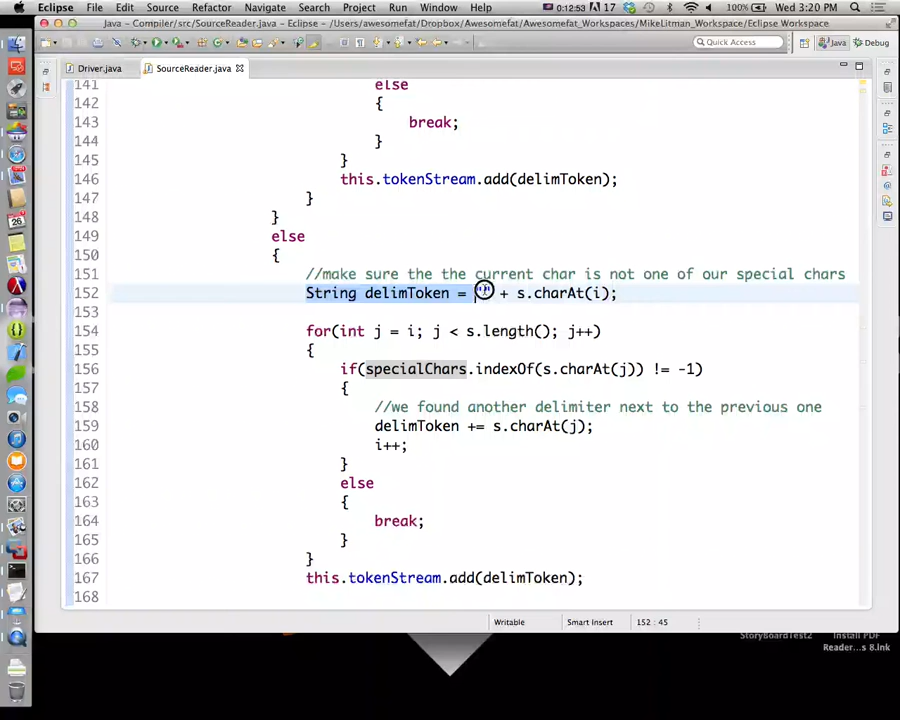 Eclipse File Edit Source Refactor Navigate Search Project Run Window Help 0:12:53 17 100% Wed 3:20 PM
Java - Compiler/src/SourceReader.java - Eclipse - /Users/awesomefat/Dropbox/Awesomefat_Workspaces/MikeLitman_Workspace/Eclipse Workspace
Quick Access Java Debug
Driver.java SourceReader.java
141 else
142 {
143 break;
144 }
145 }
146 this.tokenStream.add(delimToken);
147 }
148 }
149 else
150 {
151 //make sure the the current char is not one of our special chars
152 String delimToken = "" + s.charAt(i);
153
154 for(int j = i; j < s.length(); j++)
155 {
156 if(specialChars.indexOf(s.charAt(j)) != -1)
157 {
158 //we found another delimiter next to the previous one
159 delimToken += s.charAt(j);
160 i++;
161 }
162 else
163 {
164 break;
165 }
166 }
167 this.tokenStream.add(delimToken);
168
Writable Smart Insert 152 : 45
StoryBoardTest2 Install PDF
Reader...s 8.lnk